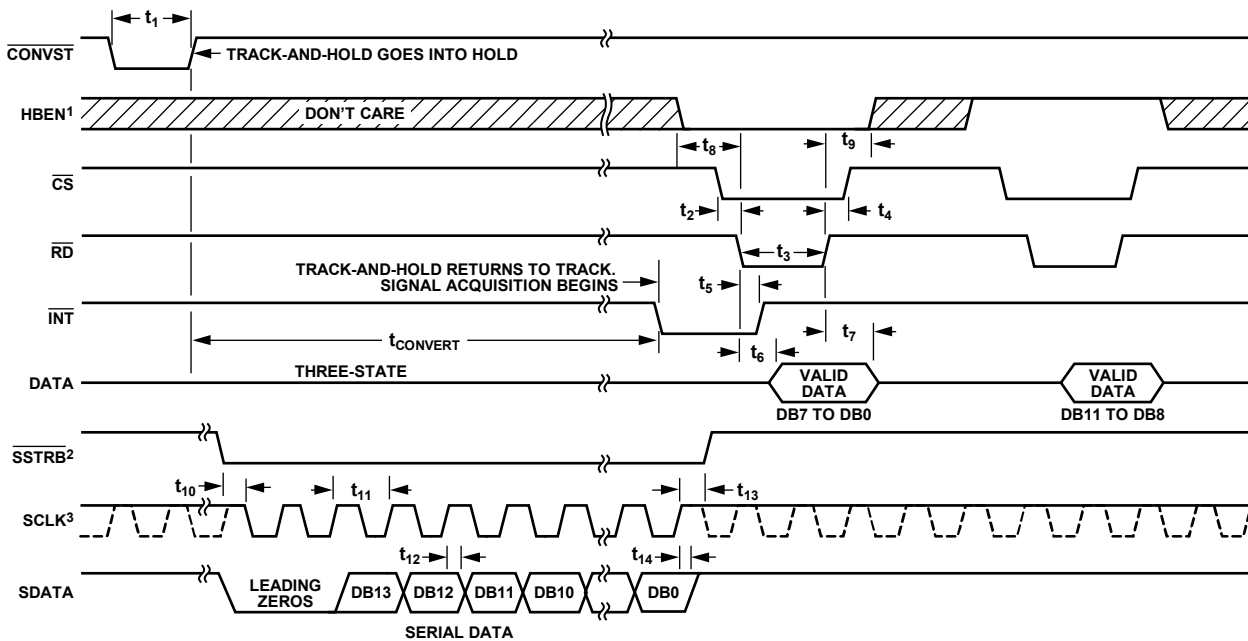 t1
CONVST
TRACK-AND-HOLD GOES INTO HOLD
HBEN1
DON'T CARE
t8
t9
CS
t2
t4
RD
t3
TRACK-AND-HOLD RETURNS TO TRACK.
SIGNAL ACQUISITION BEGINS
t5
INT
tCONVERT
t7
t6
DATA
THREE-STATE
VALID
DATA
VALID
DATA
DB7 TO DB0
DB11 TO DB8
SSTRB2
t10
t11
t13
SCLK3
t12
t14
SDATA
LEADING
ZEROS
DB13
DB12
DB11
DB10
DB0
SERIAL DATA